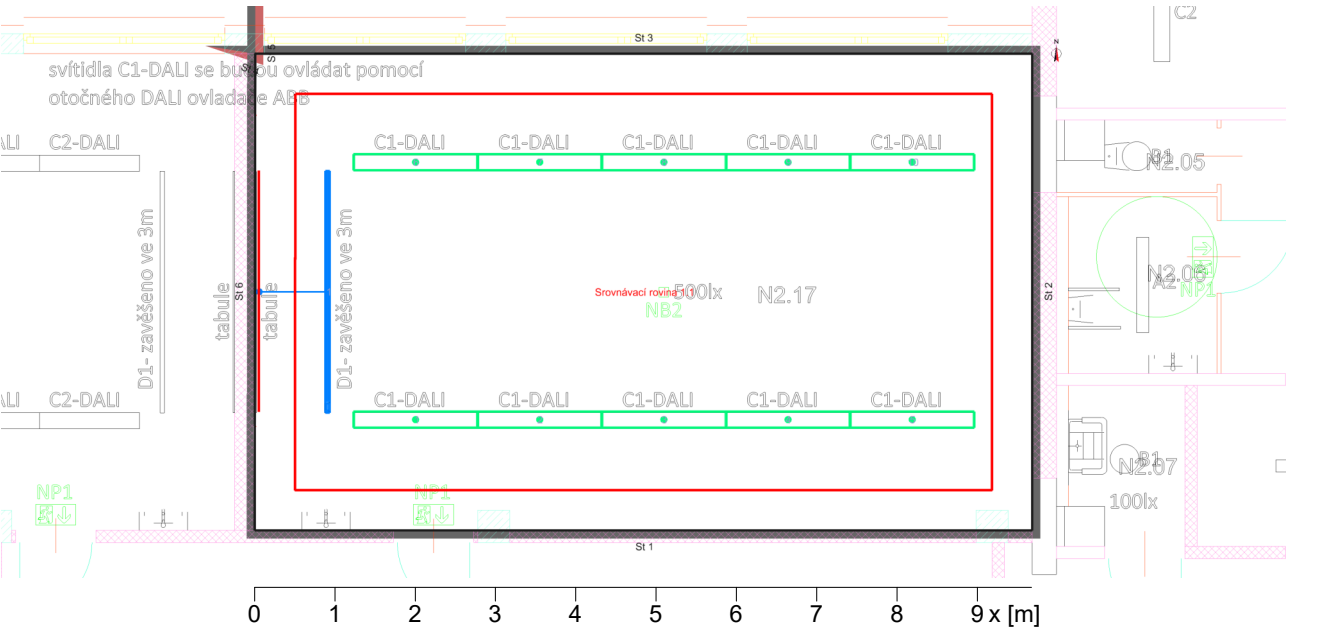 C2
St 3
St 5
svítidla C1-DALI se budou ovládat pomocí
otočného DALI ovladače ABB
C2-DALI
C1-DALI
C1-DALI
C1-DALI
C1-DALI
C1-DALI
B1
N2.05
D1- zavěšeno ve 3m
tabule
St 6
tabule
D1- zavěšeno ve 3m
Srovnávací rovina 1.1
500lx
N2.17
NB2
St 2
N2.06
A2
NP1
C2-DALI
C1-DALI
C1-DALI
C1-DALI
C1-DALI
C1-DALI
B1
N2.07
100lx
NP1
NP1
St 1
0 1 2 3 4 5 6 7 8 9 x [m]